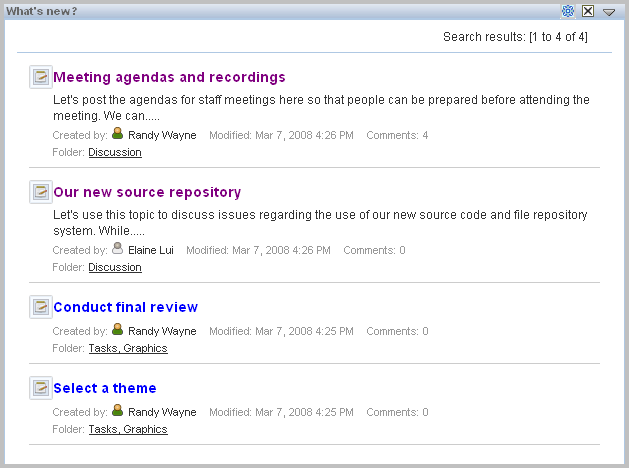 What's new?
Search results: [1 to 4 of 4]
Meeting agendas and recordings
Let's post the agendas for staff meetings here so that people can be prepared before attending the
meeting. We can.....
Created by: Randy Wayne Modified: Mar 7, 2008 4:26 PM Comments: 4
Folder: Discussion
Our new source repository
Let's use this topic to discuss issues regarding the use of our new source code and file repository
system. While.....
Created by: Elaine Lui Modified: Mar 7, 2008 4:26 PM Comments: 0
Folder: Discussion
Conduct final review
Created by: Randy Wayne Modified: Mar 7, 2008 4:25 PM Comments: 0
Folder: Tasks, Graphics
Select a theme
Created by: Randy Wayne Modified: Mar 7, 2008 4:25 PM Comments: 0
Folder: Tasks, Graphics